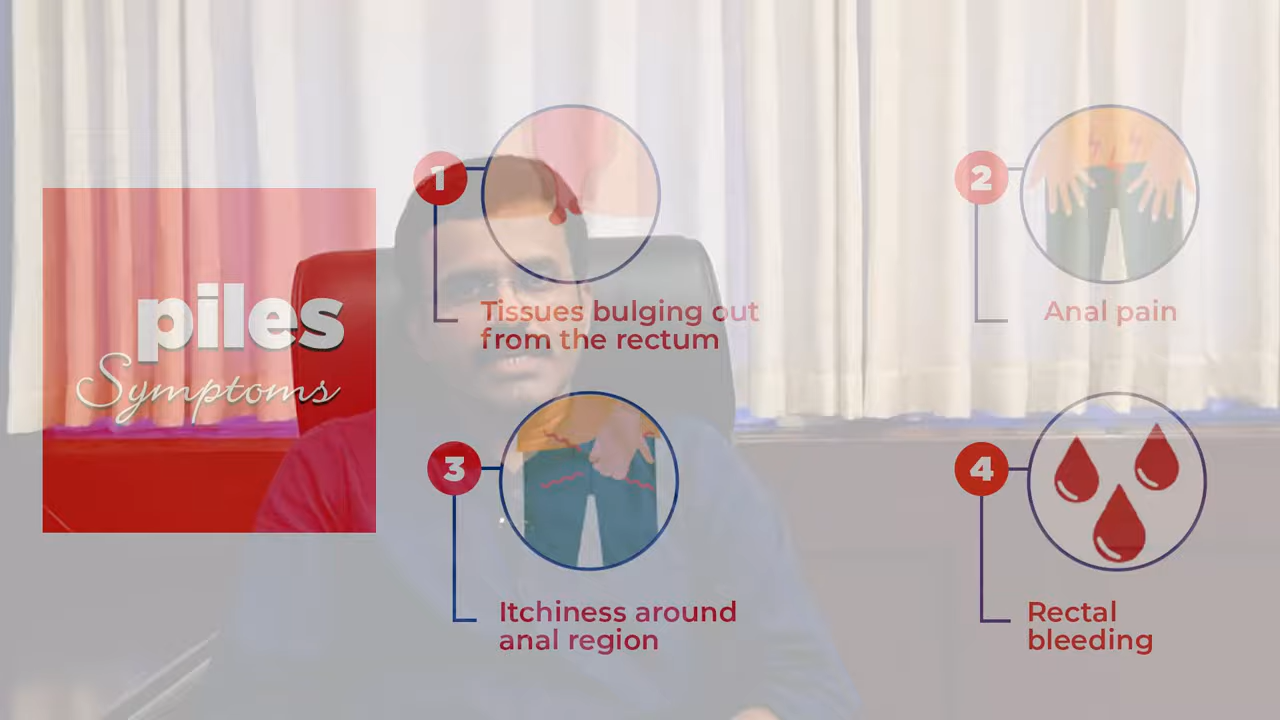 piles
Symptoms
1
Tissues bulging out
from the rectum
2
Anal pain
3
Itchiness around
anal region
4
Rectal
bleeding